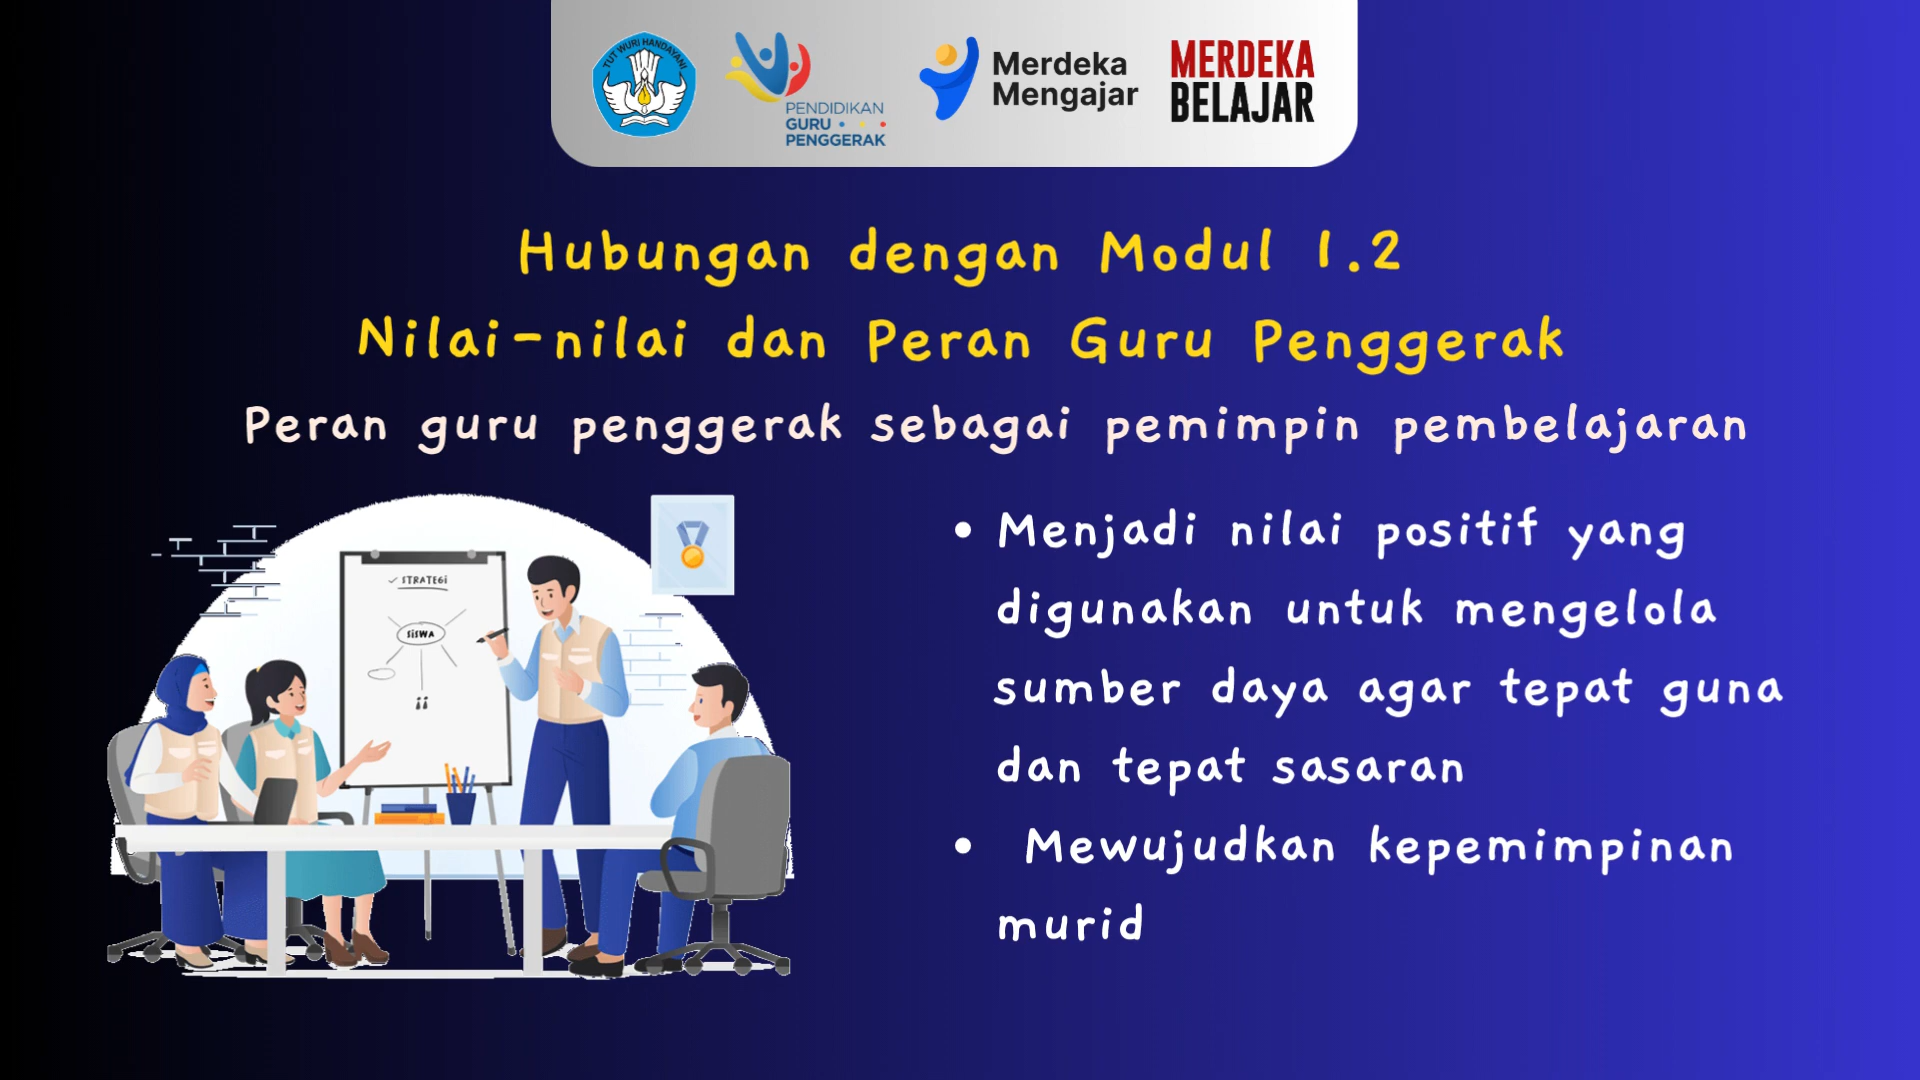 TUT WURI HANDAYANI
PENDIDIKAN
GURU
PENGGERAK
Merdeka
Mengajar
MERDEKA
BELAJAR
Hubungan dengan Modul 1.2
Nilai-nilai dan Peran Guru Penggerak
Peran guru penggerak sebagai pemimpin pembelajaran
✓ STRATEGI
SISWA
• Menjadi nilai positif yang
digunakan untuk mengelola
sumber daya agar tepat guna
dan tepat sasaran
• Mewujudkan kepemimpinan
murid